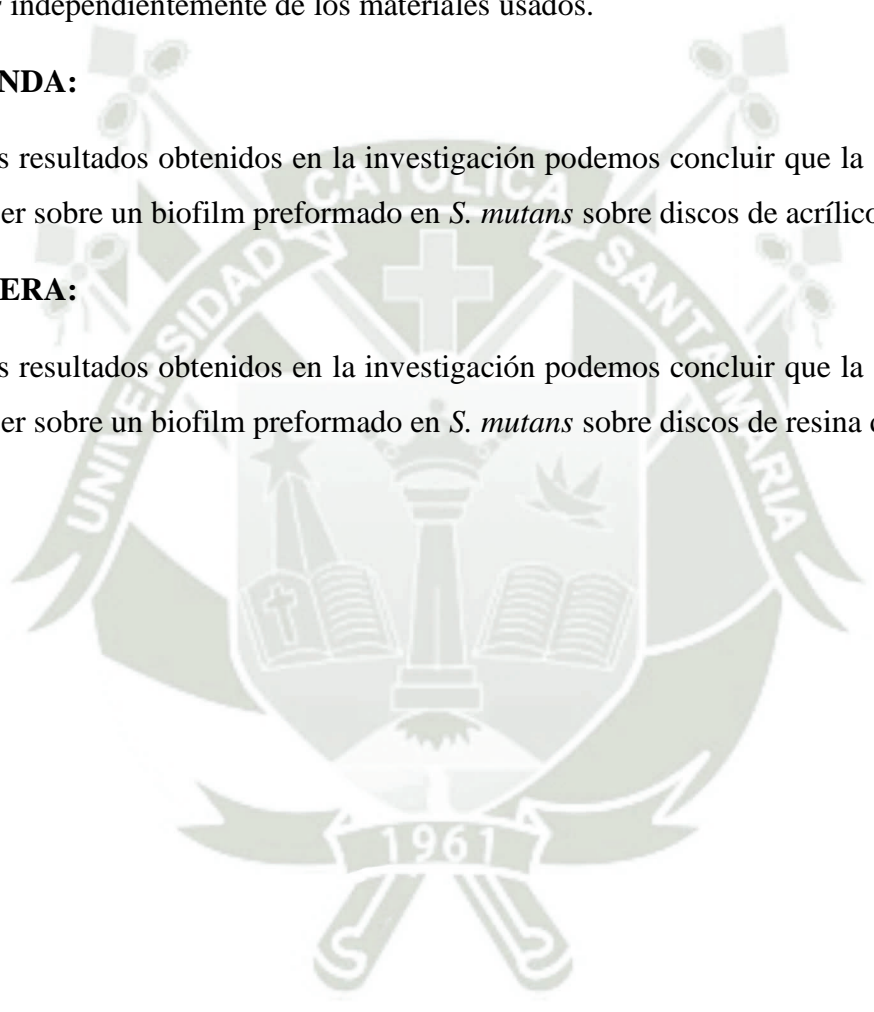 independientemente de los materiales usados.
NDA:
s resultados obtenidos en la investigación podemos concluir que la
er sobre un biofilm preformado en S. mutans sobre discos de acrílico
ERA:
s resultados obtenidos en la investigación podemos concluir que la
er sobre un biofilm preformado en S. mutans sobre discos de resina
UNIVERSIDAD CATOLICA SANTA MARIA
1961